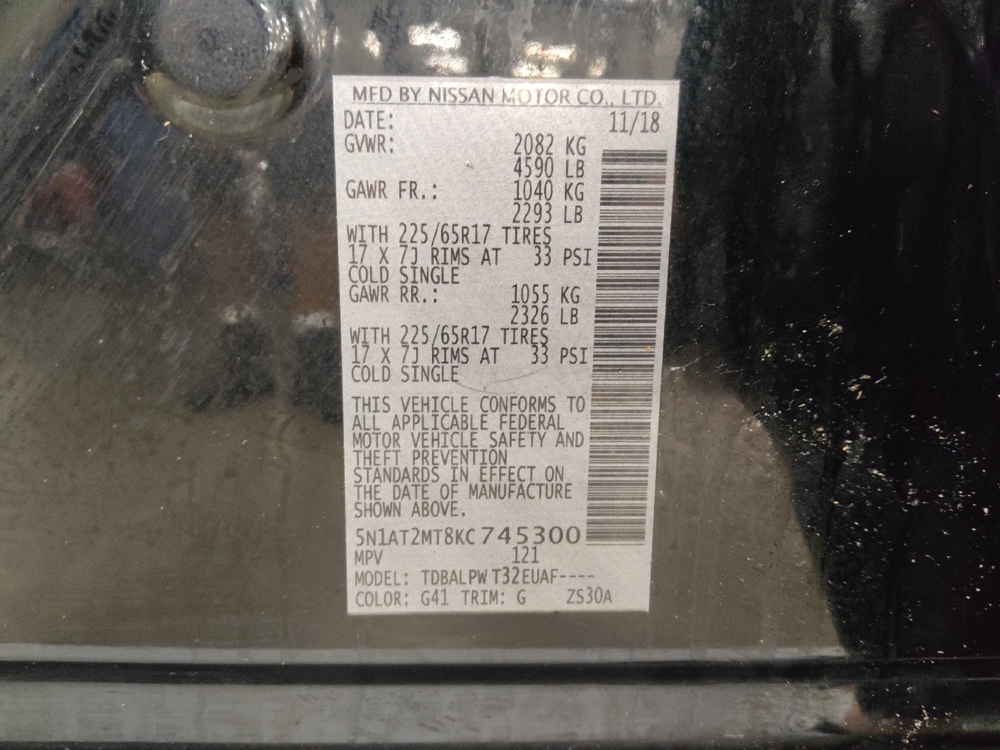 MFD BY NISSAN MOTOR CO., LTD.
DATE: 11/18
GVWR: 2082 KG
4590 LB
GAWR FR.: 1040 KG
2293 LB
WITH 225/65R17 TIRES
17 X 7J RIMS AT 33 PSI
COLD SINGLE
GAWR RR.: 1055 KG
2326 LB
WITH 225/65R17 TIRES
17 X 7J RIMS AT 33 PSI
COLD SINGLE
THIS VEHICLE CONFORMS TO
ALL APPLICABLE FEDERAL
MOTOR VEHICLE SAFETY AND
THEFT PREVENTION
STANDARDS IN EFFECT ON
THE DATE OF MANUFACTURE
SHOWN ABOVE.
5N1AT2MT8KC745300
MPV 121
MODEL: TDBALPW T32EUAF----
COLOR: G41 TRIM: G ZS30A